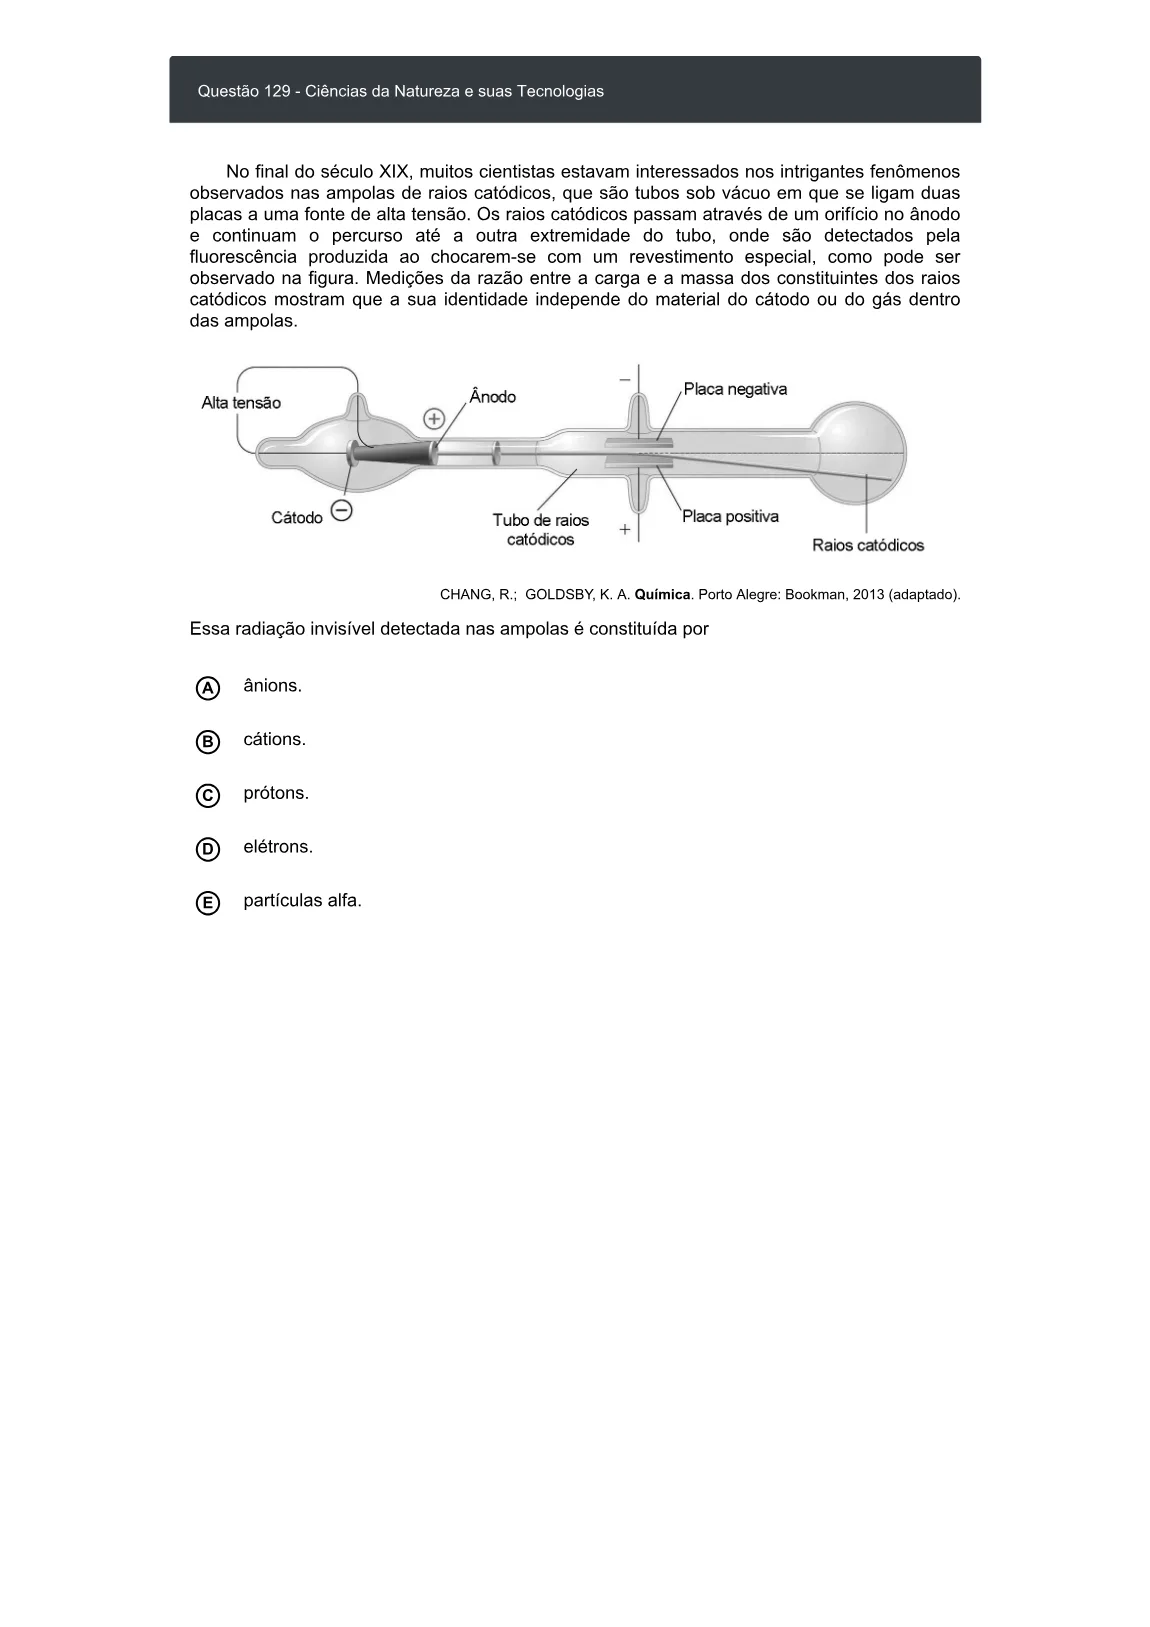 Questão 129 - Ciências da Natureza e suas Tecnologias
No final do século XIX, muitos cientistas estavam interessados nos intrigantes fenômenos
observados nas ampolas de raios catódicos, que são tubos sob vácuo em que se ligam duas
placas a uma fonte de alta tensão. Os raios catódicos passam através de um orifício no ânodo
e continuam o percurso até a outra extremidade do tubo, onde são detectados pela
fluorescência produzida ao chocarem-se com um revestimento especial, como pode ser
observado na figura. Medições da razão entre a carga e a massa dos constituintes dos raios
catódicos mostram que a sua identidade independe do material do cátodo ou do gás dentro
das ampolas.
Alta tensão
+
Ânodo
–
Placa negativa
Cátodo
–
Tubo de raios
catódicos
+
Placa positiva
Raios catódicos
CHANG, R.; GOLDSBY, K. A. Química. Porto Alegre: Bookman, 2013 (adaptado).
Essa radiação invisível detectada nas ampolas é constituída por
A ânions.
B cátions.
C prótons.
D elétrons.
E partículas alfa.